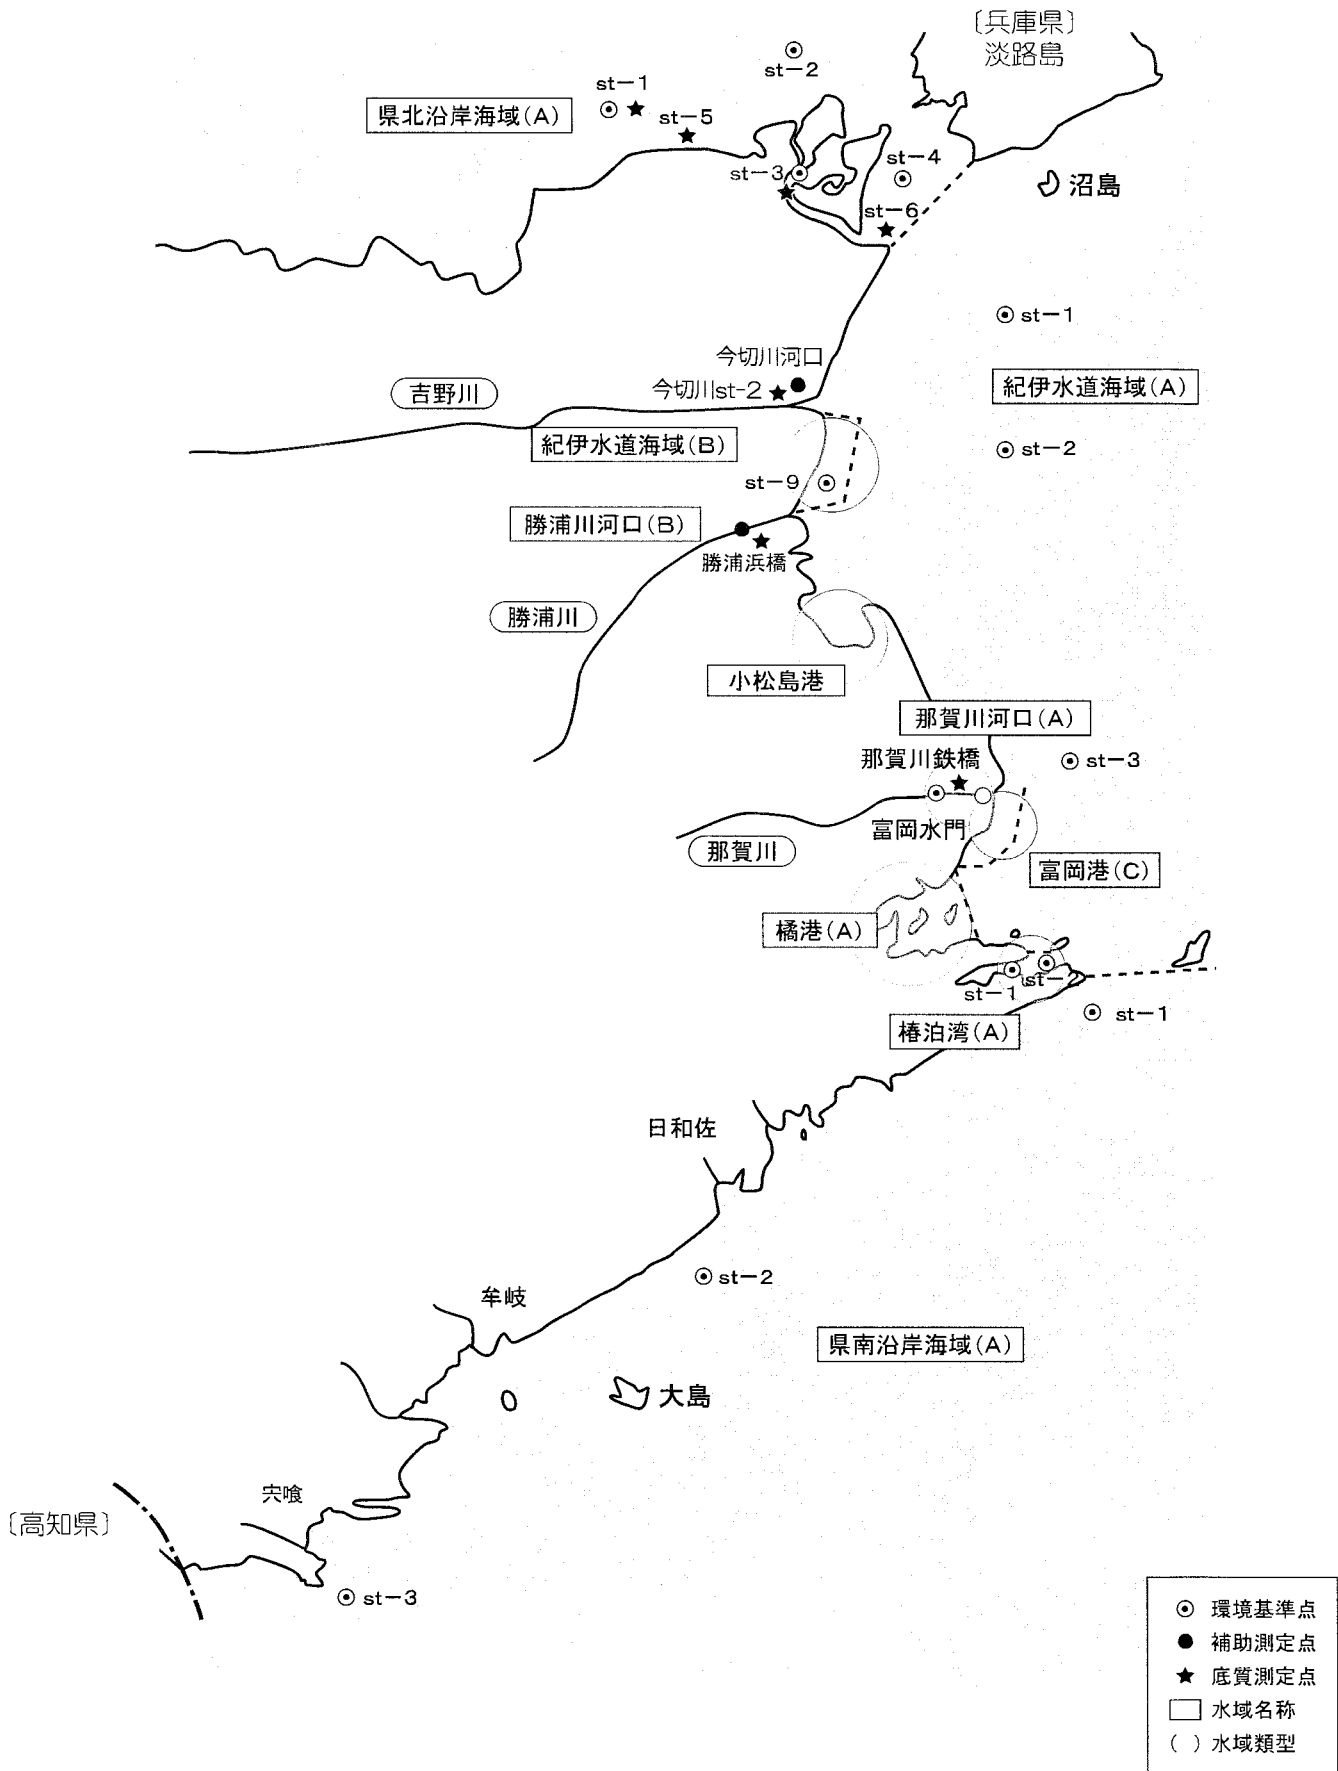 〔兵庫県〕
淡路島
st－2
st－1
県北沿岸海域(A)
st－5
st－3
st－4
沼島
st－6
st－1
今切川河口
今切川st-2
吉野川
紀伊水道海域(A)
紀伊水道海域(B)
st－2
st－9
勝浦川河口(B)
勝浦浜橋
勝浦川
小松島港
那賀川河口(A)
那賀川鉄橋
st－3
富岡水門
那賀川
富岡港(C)
橘港(A)
st－1
st－2
st－1
椿泊湾(A)
日和佐
st－2
牟岐
県南沿岸海域(A)
大島
宍喰
〔高知県〕
st－3
環境基準点
補助測定点
底質測定点
水域名称
( ) 水域類型